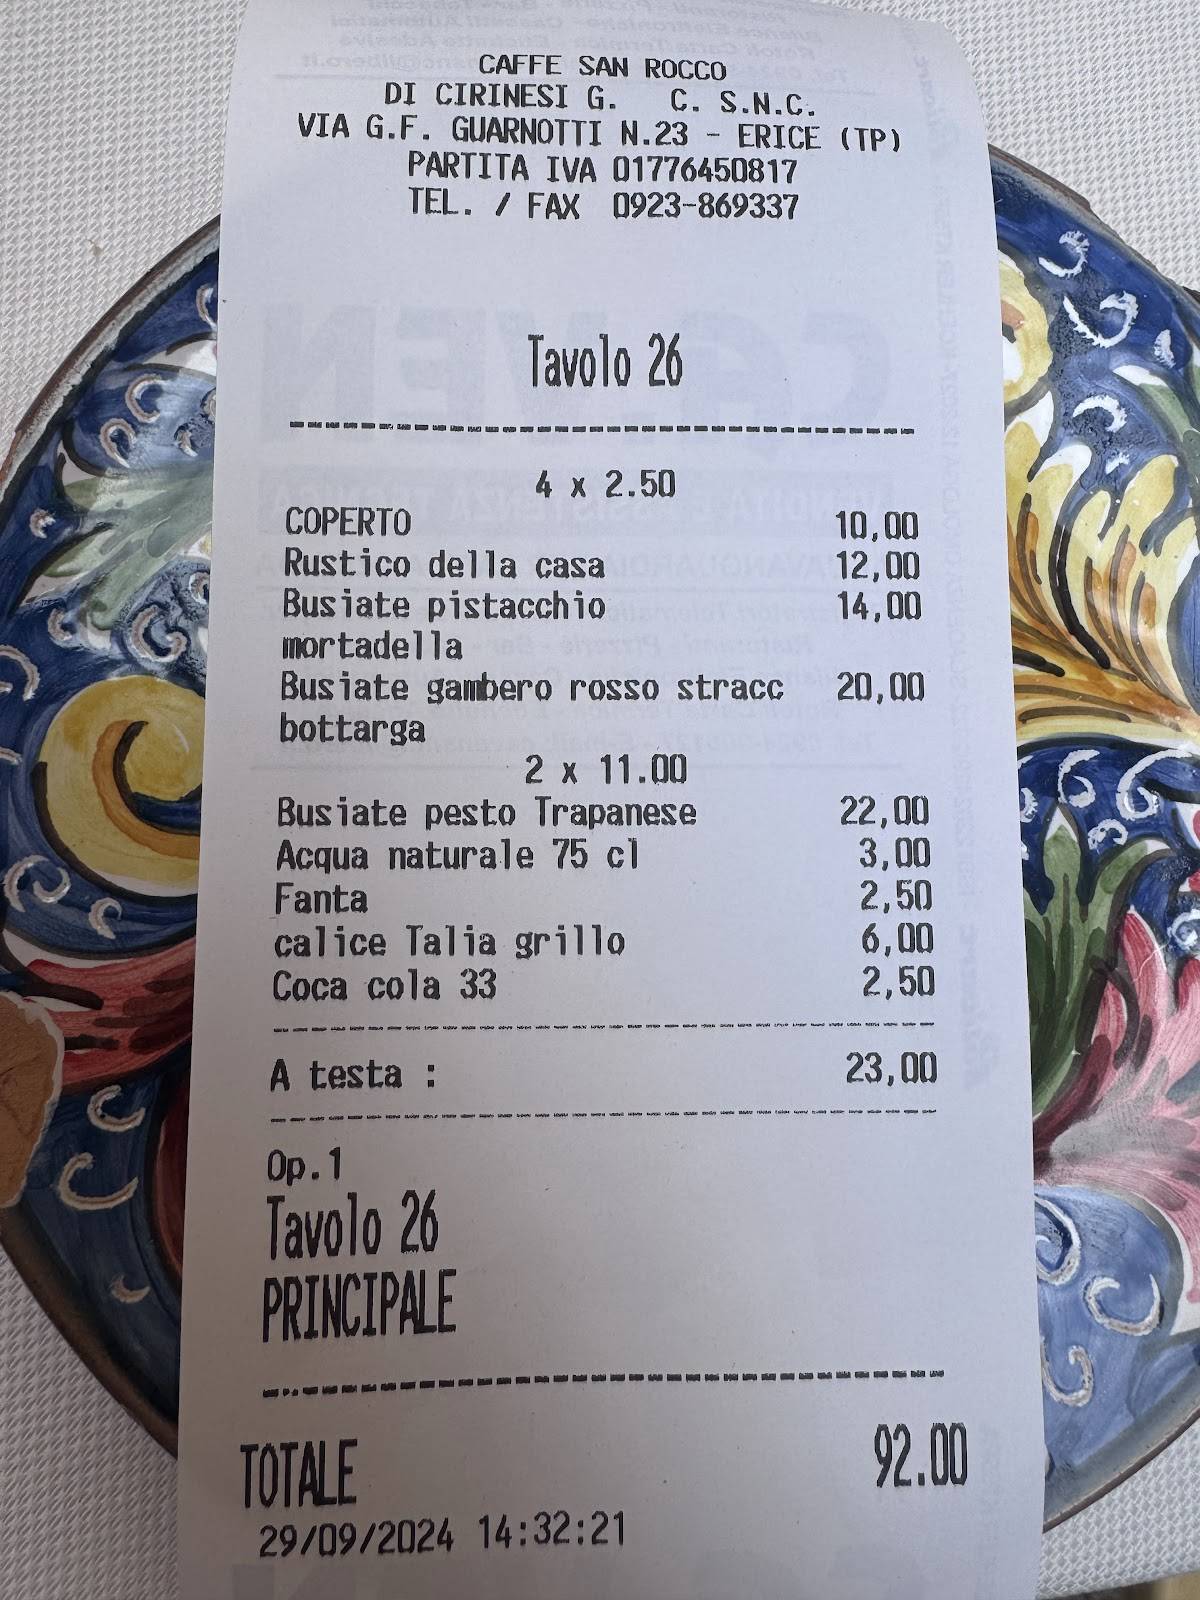 CAFFE SAN ROCCO
DI CIRINESI G. C. S.N.C.
VIA G.F. GUARNOTTI N.23 - ERICE (TP)
PARTITA IVA 01776450817
TEL. / FAX 0923-869337
Tavolo 26
4 x 2.50
COPERTO 10,00
Rustico della casa 12,00
Busiate pistacchio 14,00
mortadella
Busiate gambero rosso stracc 20,00
bottarga
2 x 11.00
Busiate pesto Trapanese 22,00
Acqua naturale 75 cl 3,00
Fanta 2,50
calice Talia grillo 6,00
Coca cola 33 2,50
A testa : 23,00
Op.1
Tavolo 26
PRINCIPALE
TOTALE 92.00
29/09/2024 14:32:21